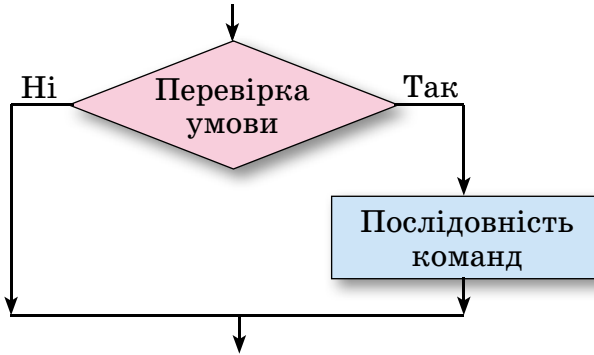 Ні
Перевірка
умови
Так
Послідовність
команд